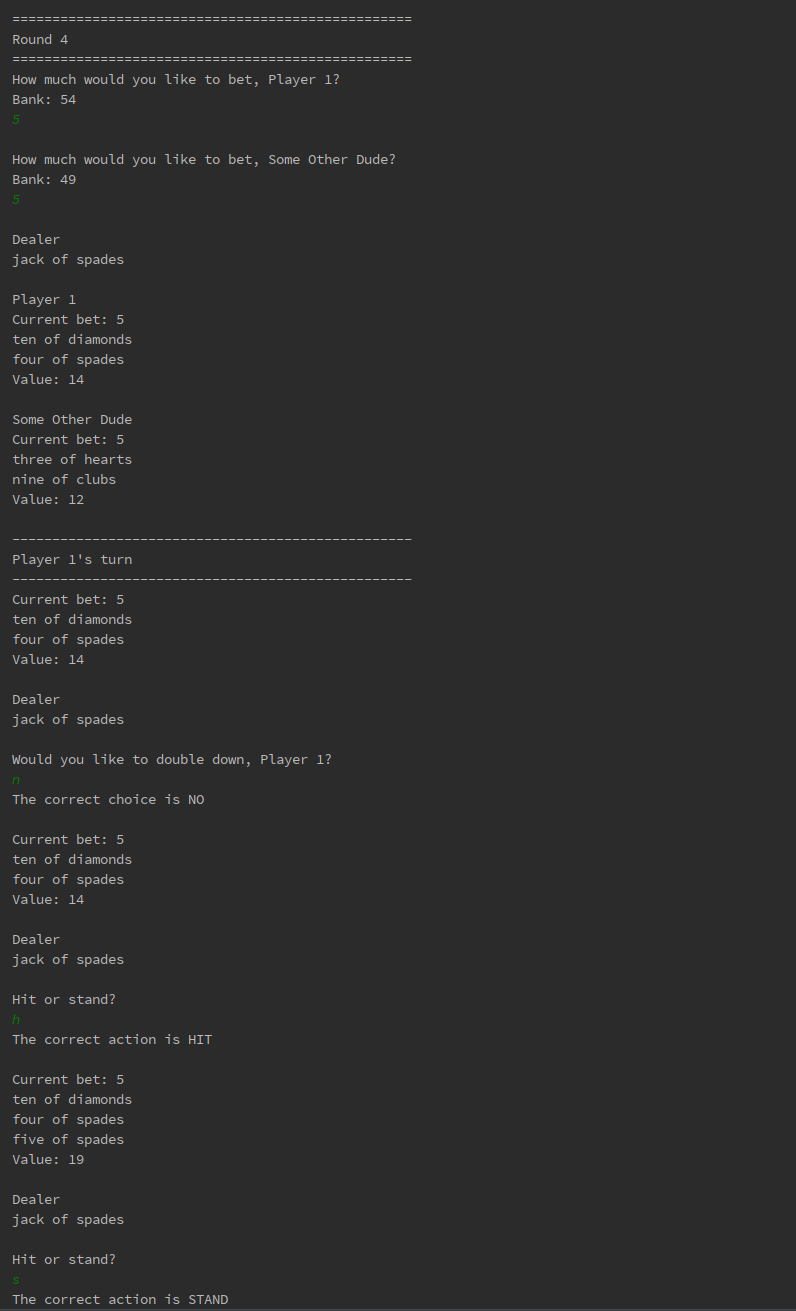 ==================================================
Round 4
==================================================
How much would you like to bet, Player 1?
Bank: 54
5
How much would you like to bet, Some Other Dude?
Bank: 49
5
Dealer
jack of spades
Player 1
Current bet: 5
ten of diamonds
four of spades
Value: 14
Some Other Dude
Current bet: 5
three of hearts
nine of clubs
Value: 12
--------------------------------------------------
Player 1's turn
--------------------------------------------------
Current bet: 5
ten of diamonds
four of spades
Value: 14
Dealer
jack of spades
Would you like to double down, Player 1?
n
The correct choice is NO
Current bet: 5
ten of diamonds
four of spades
Value: 14
Dealer
jack of spades
Hit or stand?
h
The correct action is HIT
Current bet: 5
ten of diamonds
four of spades
five of spades
Value: 19
Dealer
jack of spades
Hit or stand?
s
The correct action is STAND